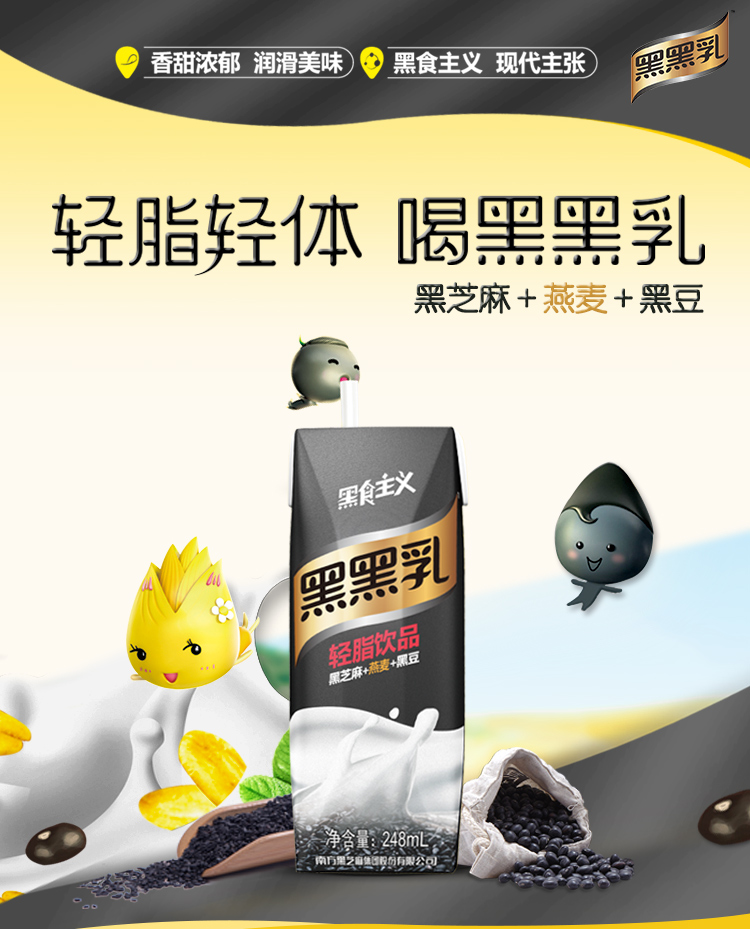 香甜浓郁 润滑美味
黑食主义 现代主张
黑黑乳
轻脂轻体 喝黑黑乳
黑芝麻+燕麦+黑豆
黑食主义
黑黑乳
轻脂饮品
黑芝麻+燕麦+黑豆
净含量:248mL
南方黑芝麻集团股份有限公司